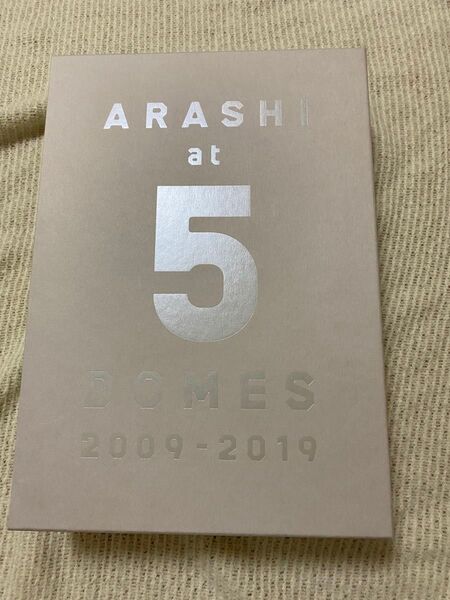 ARASHI
at
5
DOMES
2009-2019